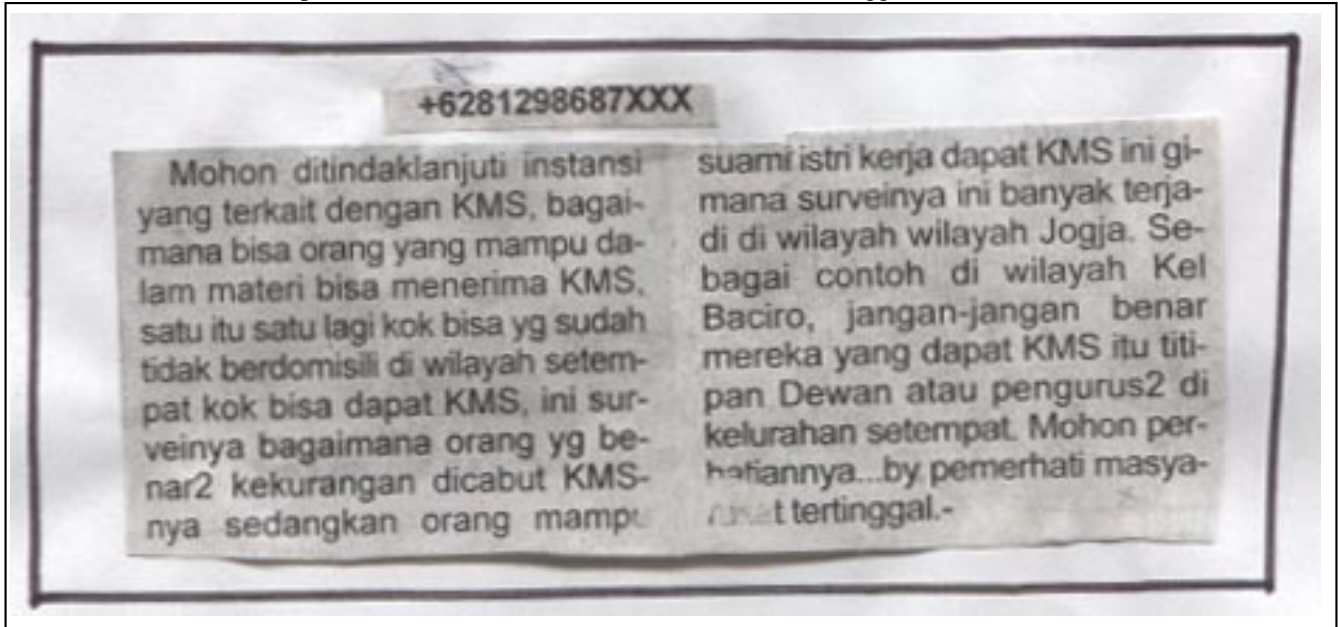 +6281298687XXX
Mohon ditindaklanjuti instansi
yang terkait dengan KMS, bagai-
mana bisa orang yang mampu da-
lam materi bisa menerima KMS,
satu itu satu lagi kok bisa yg sudah
tidak berdomisili di wilayah setem-
pat kok bisa dapat KMS, ini sur-
veinya bagaimana orang yg be-
nar2 kekurangan dicabut KMS-
nya sedangkan orang mampu
suami istri kerja dapat KMS ini gi-
mana surveinya ini banyak terja-
di di wilayah wilayah Jogja. Se-
bagai contoh di wilayah Kel
Baciro, jangan-jangan benar
mereka yang dapat KMS itu titi-
pan Dewan atau pengurus2 di
kelurahan setempat. Mohon per-
hatiannya...by pemerhati masya-
tertinggal.-